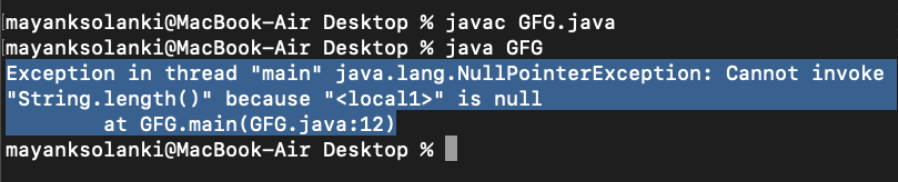 mayanksolanki@MacBook-Air Desktop % javac GFG.java
mayanksolanki@MacBook-Air Desktop % java GFG
Exception in thread "main" java.lang.NullPointerException: Cannot invoke
"String.length()" because "<local1>" is null
        at GFG.main(GFG.java:12)
mayanksolanki@MacBook-Air Desktop %